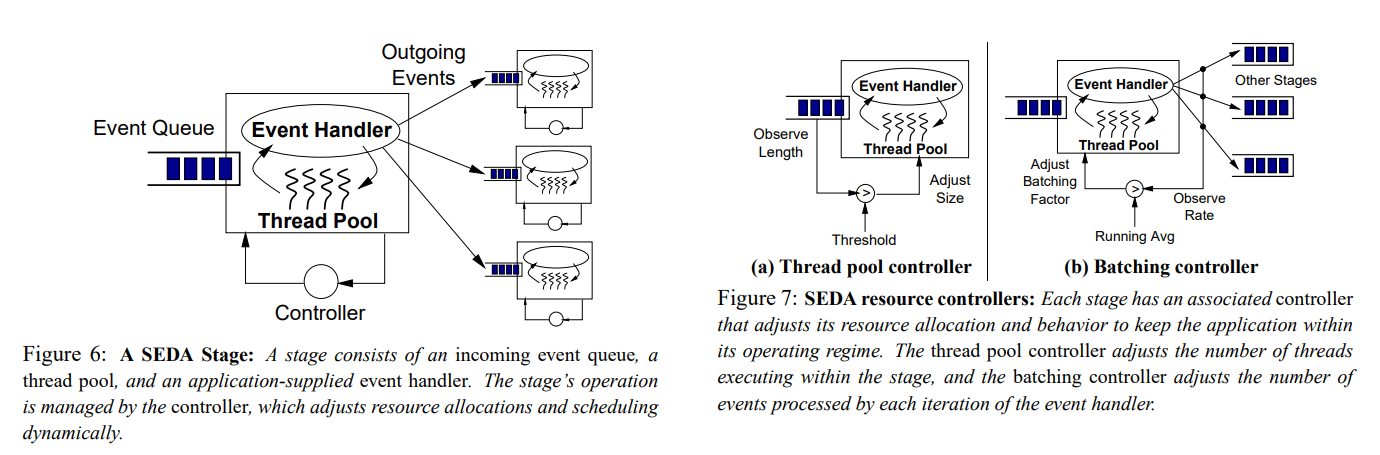 Outgoing
Events
Event Queue
Event Handler
Thread Pool
Controller
Figure 6: A SEDA Stage: A stage consists of an incoming event queue, a
thread pool, and an application-supplied event handler. The stage's operation
is managed by the controller, which adjusts resource allocations and scheduling
dynamically.
Event Handler
Thread Pool
Observe
Length
>
Adjust
Size
Threshold
(a) Thread pool controller
Event Handler
Thread Pool
Other Stages
Adjust
Batching
Factor
>
Observe
Rate
Running Avg
(b) Batching controller
Figure 7: SEDA resource controllers: Each stage has an associated controller
that adjusts its resource allocation and behavior to keep the application within
its operating regime. The thread pool controller adjusts the number of threads
executing within the stage, and the batching controller adjusts the number of
events processed by each iteration of the event handler.